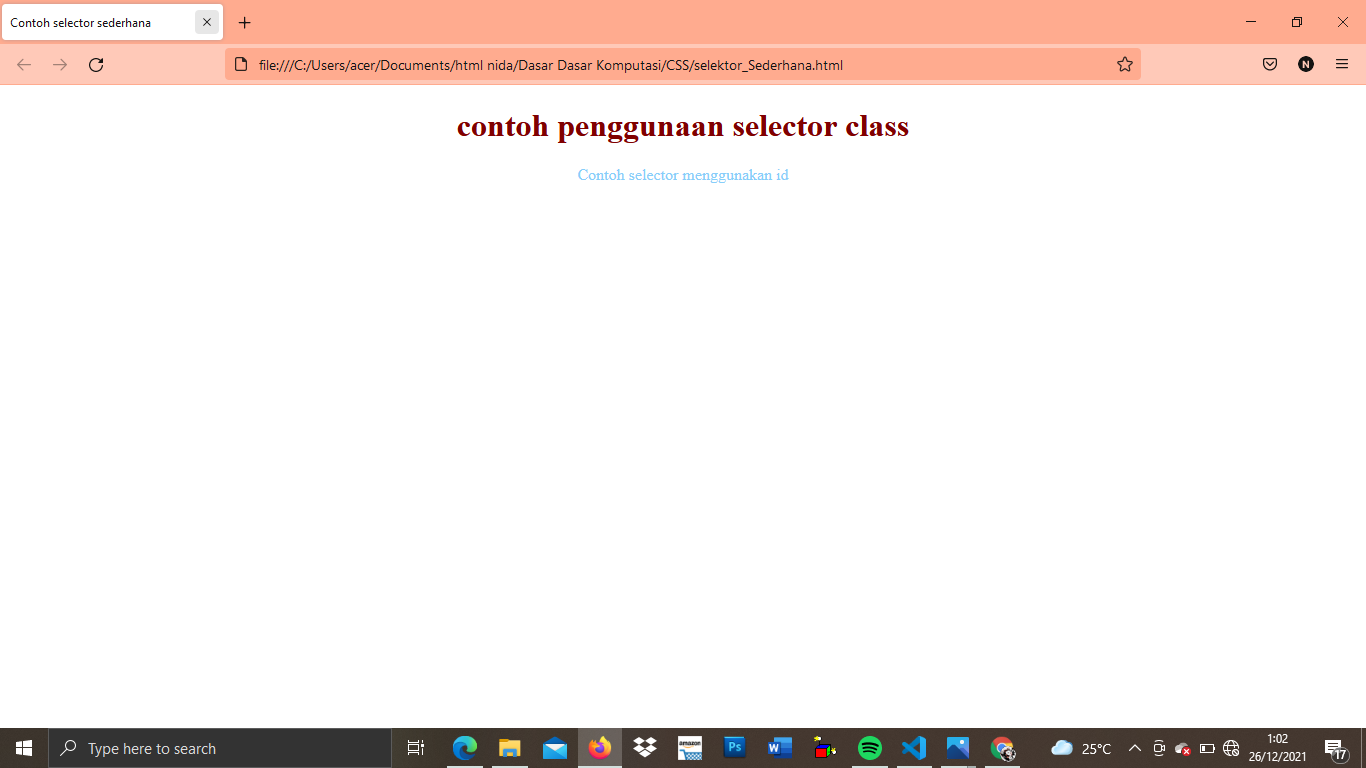 Contoh selector sederhana
file:///C:/Users/acer/Documents/html nida/Dasar Dasar Komputasi/CSS/selektor_Sederhana.html
N
contoh penggunaan selector class
Contoh selector menggunakan id
Type here to search
amazon
Ps
W
25°C
1:02
26/12/2021
17